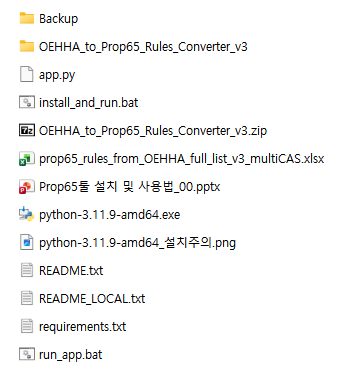 Backup
OEHHA_to_Prop65_Rules_Converter_v3
app.py
install_and_run.bat
OEHHA_to_Prop65_Rules_Converter_v3.zip
prop65_rules_from_OEHHA_full_list_v3_multiCAS.xlsx
Prop65툴 설치 및 사용법_00.pptx
python-3.11.9-amd64.exe
python-3.11.9-amd64_설치주의.png
README.txt
README_LOCAL.txt
requirements.txt
run_app.bat